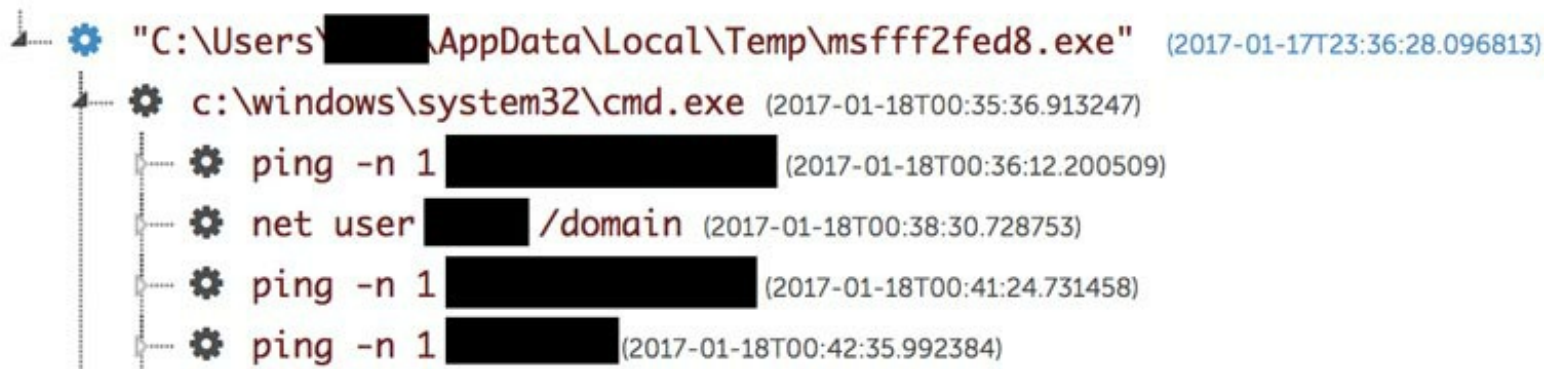 "C:\Users\ \AppData\Local\Temp\msfff2fed8.exe" (2017-01-17T23:36:28.096813)
c:\windows\system32\cmd.exe (2017-01-18T00:35:36.913247)
ping -n 1 (2017-01-18T00:36:12.200509)
net user /domain (2017-01-18T00:38:30.728753)
ping -n 1 (2017-01-18T00:41:24.731458)
ping -n 1 (2017-01-18T00:42:35.992384)